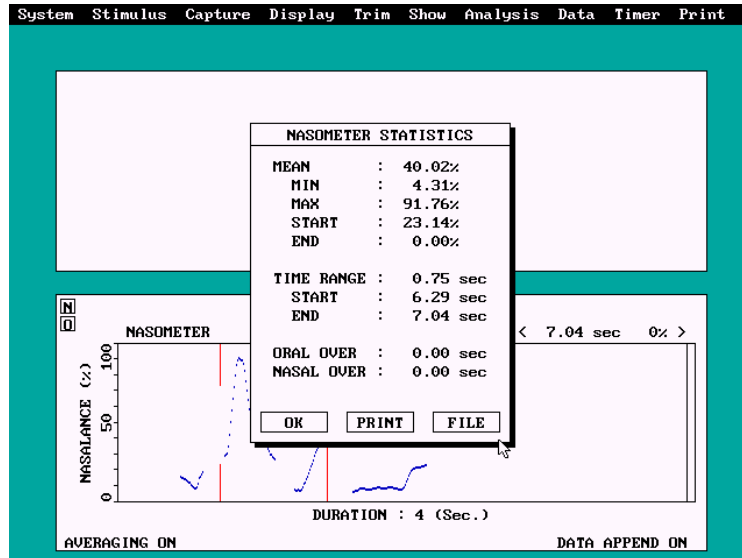 System Stimulus Capture Display Trim Show Analysis Data Timer Print
NASOMETER STATISTICS
MEAN : 40.02%
MIN : 4.31%
MAX : 91.76%
START : 23.14%
END : 0.00%
TIME RANGE : 0.75 sec
START : 6.29 sec
END : 7.04 sec
ORAL OVER : 0.00 sec
NASAL OVER : 0.00 sec
OK PRINT FILE
N
O
NASOMETER < 7.04 sec 0% >
NASALANCE (%)
100
50
0
DURATION : 4 (Sec.)
AVERAGING ON DATA APPEND ON